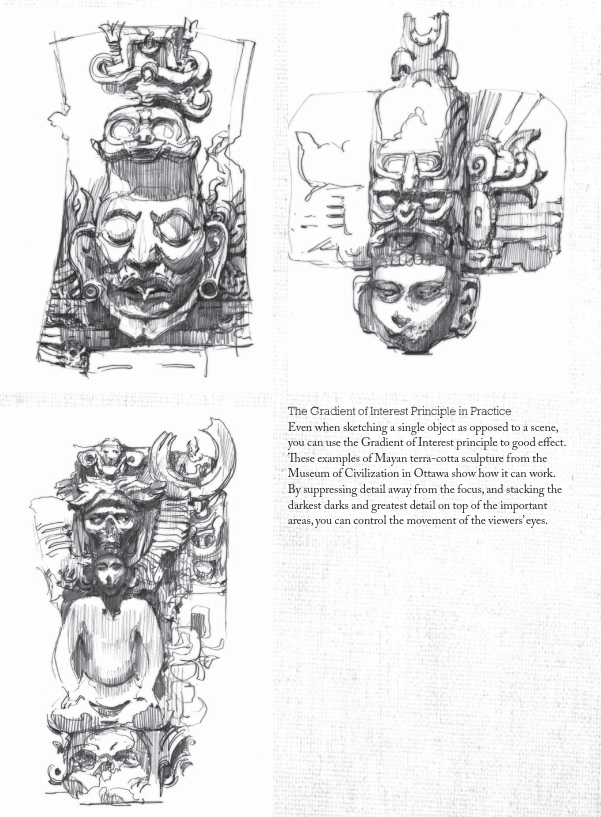 The Gradient of Interest Principle in Practice
Even when sketching a single object as opposed to a scene,
you can use the Gradient of Interest principle to good effect.
These examples of Mayan terra-cotta sculpture from the
Museum of Civilization in Ottawa show how it can work.
By suppressing detail away from the focus, and stacking the
darkest darks and greatest detail on top of the important
areas, you can control the movement of the viewers' eyes.